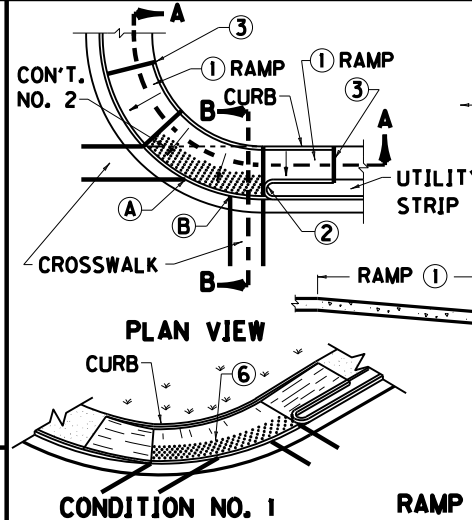 A
③
① RAMP
① RAMP
CON'T.
NO. 2
B
CURB
③
A
UTILITY
STRIP
Ⓐ
Ⓑ
②
CROSSWALK
B
RAMP ①
PLAN VIEW
CURB
⑥
CONDITION NO. 1
RAMP